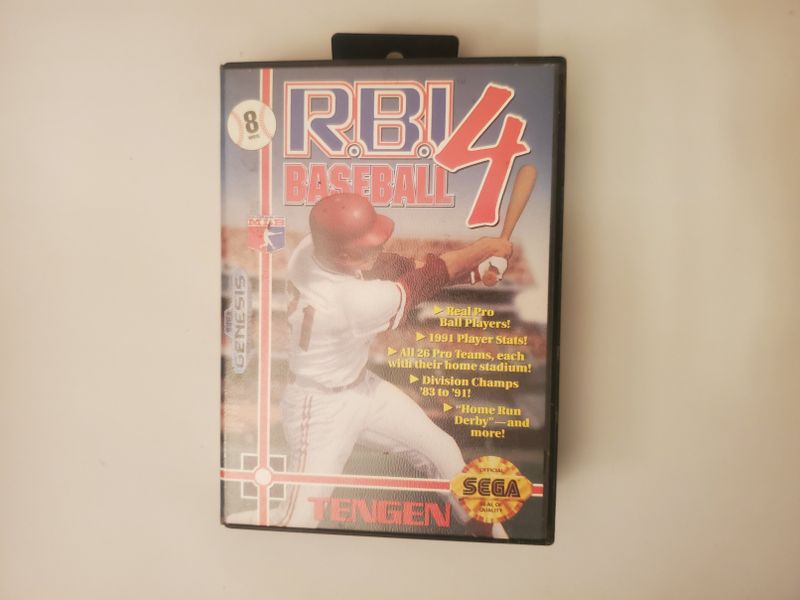 8
MEG
R.B.I. 4
BASEBALL
SEGA
GENESIS
► Real Pro
Ball Players!
► 1991 Player Stats!
► All 26 Pro Teams, each
with their home stadium!
► Division Champs
'83 to '91!
► "Home Run
Derby"—and
more!
OFFICIAL
SEGA
SEAL OF
QUALITY
TENGEN